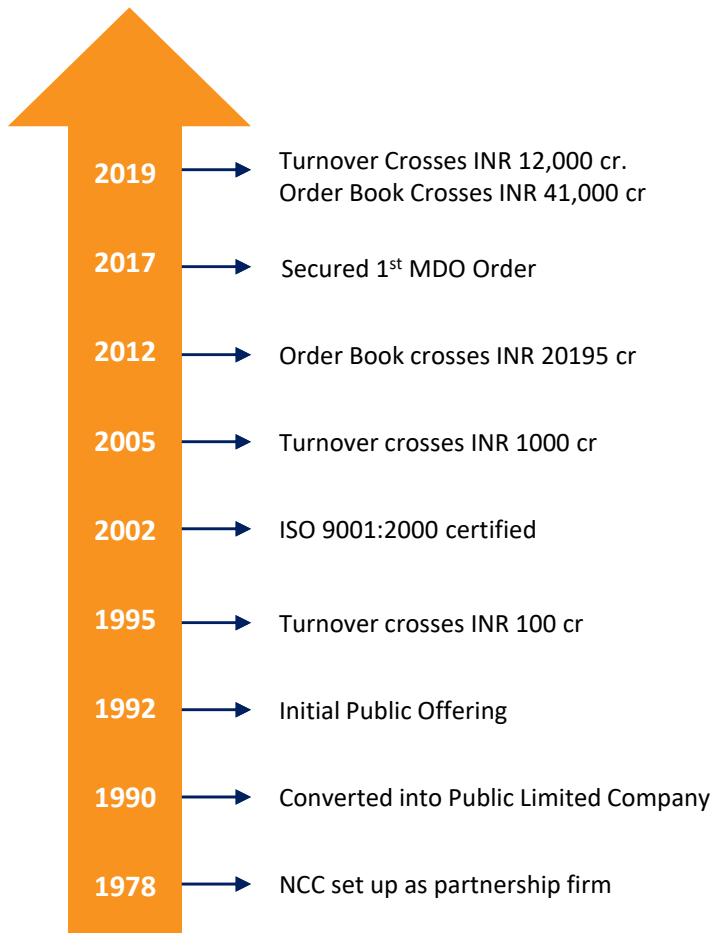 2019
Turnover Crosses INR 12,000 cr.
Order Book Crosses INR 41,000 cr
2017
Secured 1st MDO Order
2012
Order Book crosses INR 20195 cr
2005
Turnover crosses INR 1000 cr
2002
ISO 9001:2000 certified
1995
Turnover crosses INR 100 cr
1992
Initial Public Offering
1990
Converted into Public Limited Company
1978
NCC set up as partnership firm